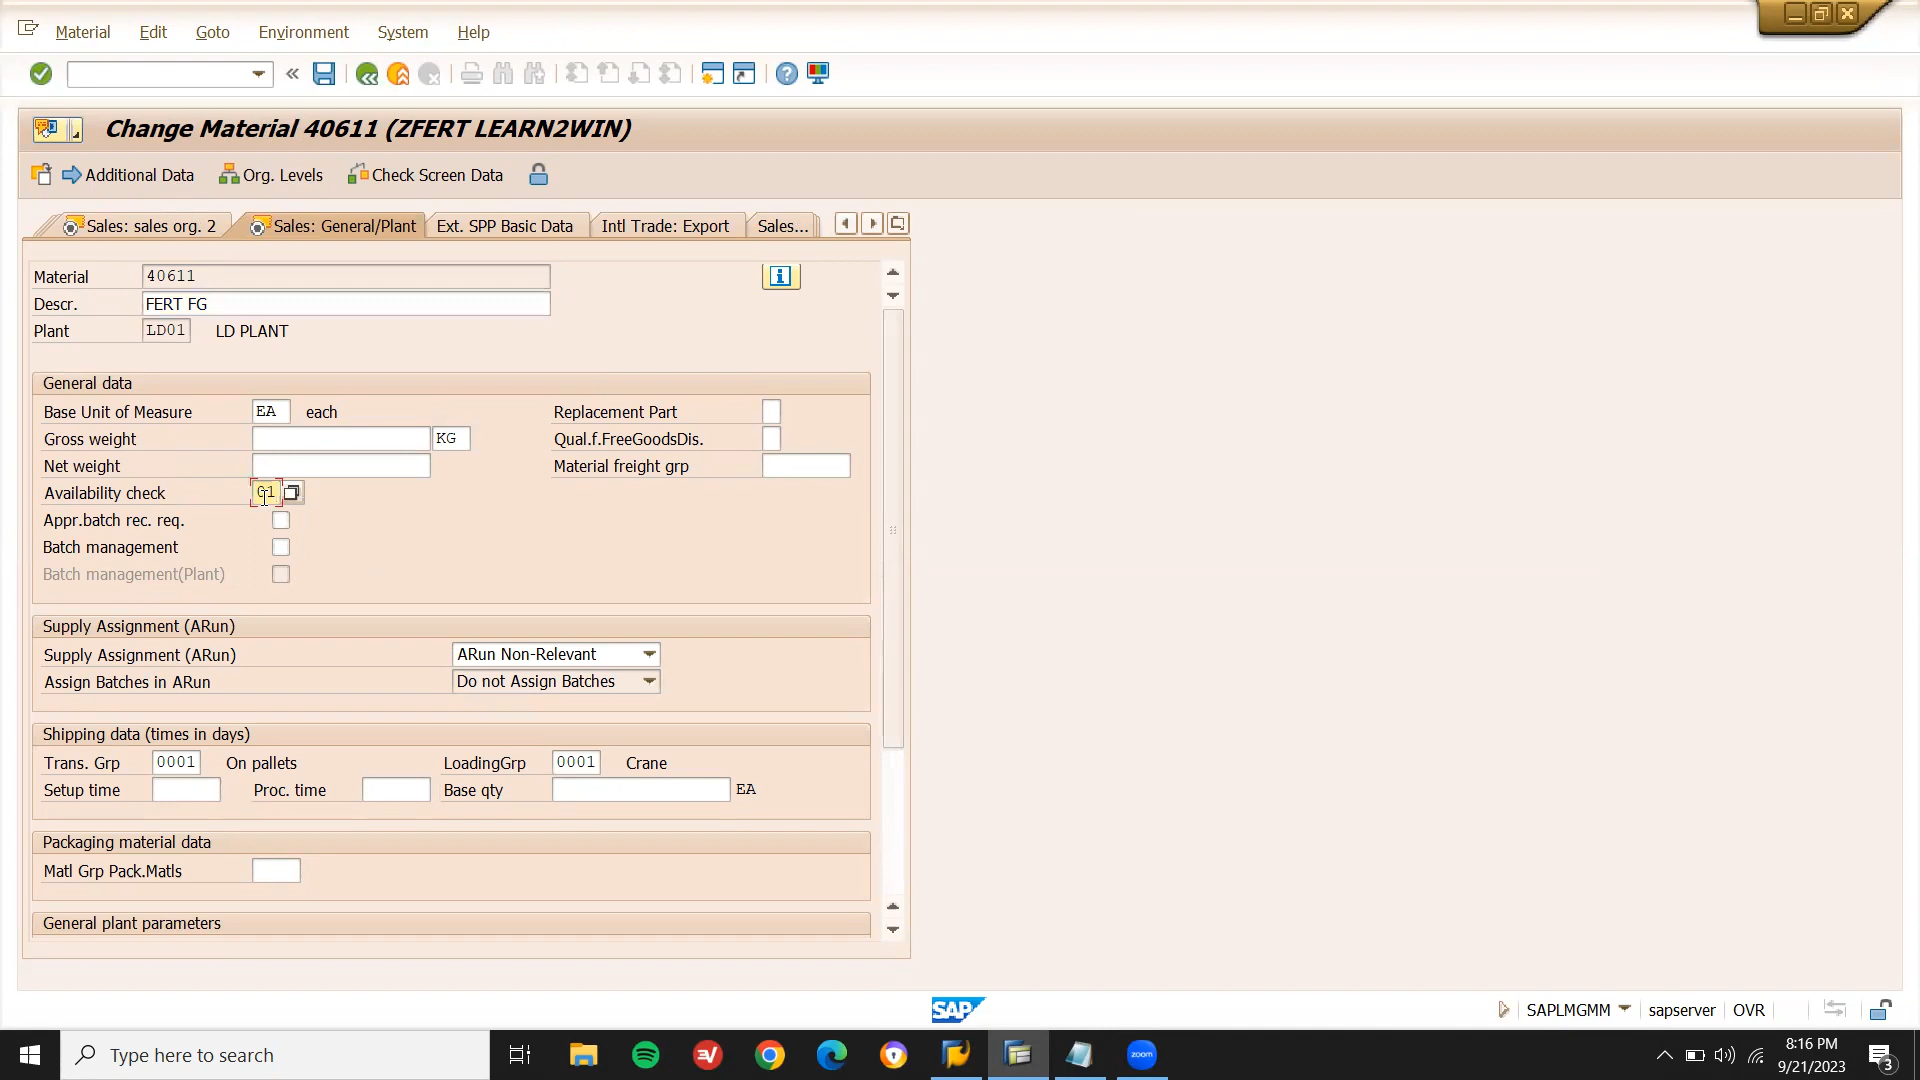 Material Edit Goto Environment System Help
Change Material 40611 (ZFERT LEARN2WIN)
Additional Data Org. Levels Check Screen Data
Sales: sales org. 2 Sales: General/Plant Ext. SPP Basic Data Intl Trade: Export Sales...
Material 40611
Descr. FERT FG
Plant LD01 LD PLANT
General data
Base Unit of Measure EA each Replacement Part
Gross weight KG Qual.f.FreeGoodsDis.
Net weight Material freight grp
Availability check 01
Appr.batch rec. req.
Batch management
Batch management(Plant)
Supply Assignment (ARun)
Supply Assignment (ARun) ARun Non-Relevant
Assign Batches in ARun Do not Assign Batches
Shipping data (times in days)
Trans. Grp 0001 On pallets LoadingGrp 0001 Crane
Setup time Proc. time Base qty EA
Packaging material data
Matl Grp Pack.Matls
General plant parameters
SAP SAPLMGMM sapserver OVR
Type here to search zoom 8:16 PM
9/21/2023 3